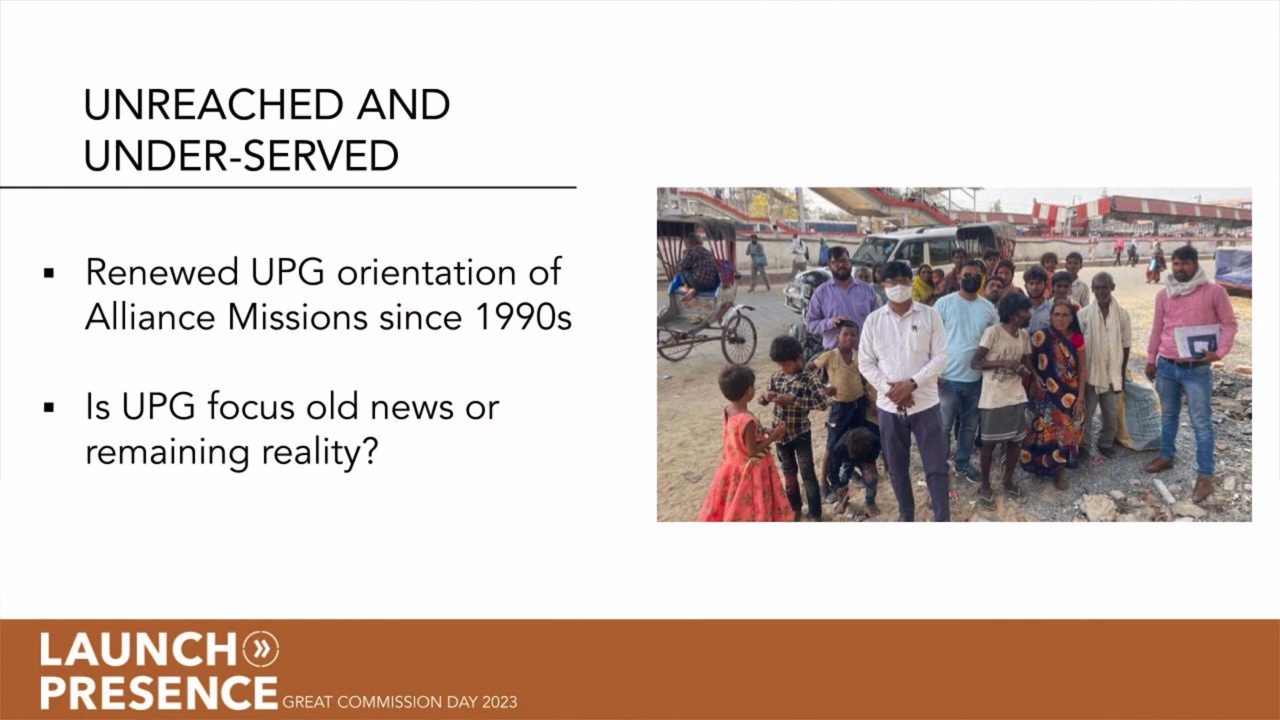 UNREACHED AND
UNDER-SERVED
▪ Renewed UPG orientation of
Alliance Missions since 1990s
▪ Is UPG focus old news or
remaining reality?
LAUNCH
PRESENCE GREAT COMMISSION DAY 2023